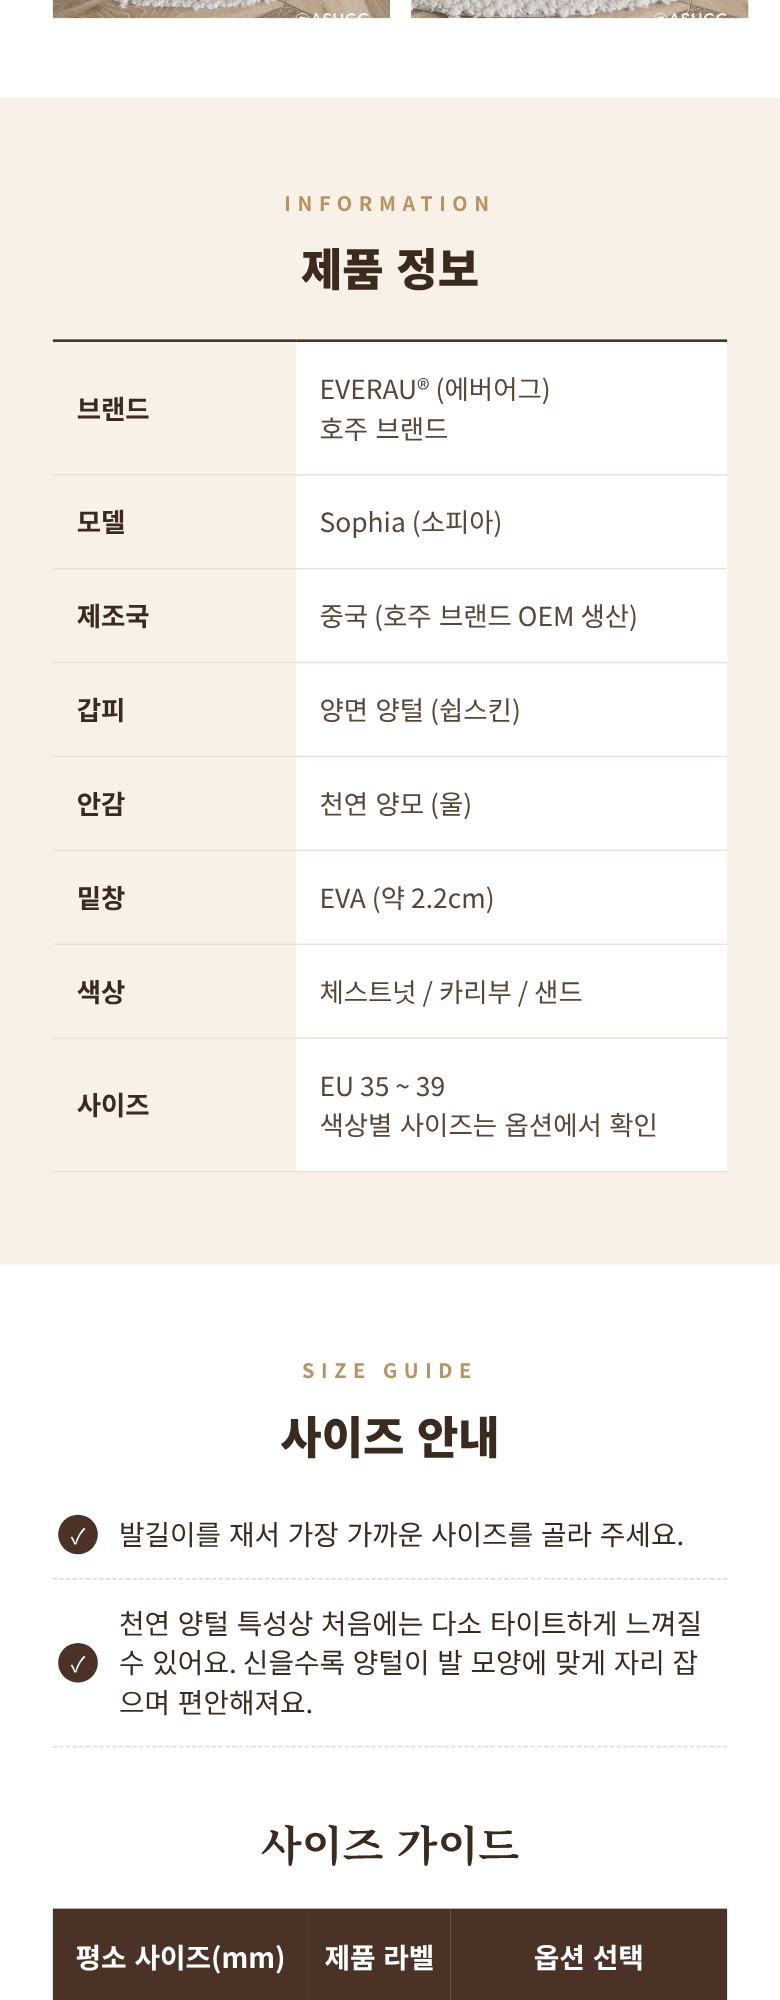 INFORMATION
제품 정보
브랜드
EVERAU® (에버어그)
호주 브랜드
모델
Sophia (소피아)
제조국
중국 (호주 브랜드 OEM 생산)
갑피
양면 양털 (쉽스킨)
안감
천연 양모 (울)
밑창
EVA (약 2.2cm)
색상
체스트넛 / 카리부 / 샌드
사이즈
EU 35 ~ 39
색상별 사이즈는 옵션에서 확인
SIZE GUIDE
사이즈 안내
발길이를 재서 가장 가까운 사이즈를 골라 주세요.
천연 양털 특성상 처음에는 다소 타이트하게 느껴질
수 있어요. 신을수록 양털이 발 모양에 맞게 자리 잡
으며 편안해져요.
사이즈 가이드
평소 사이즈(mm)
제품 라벨
옵션 선택